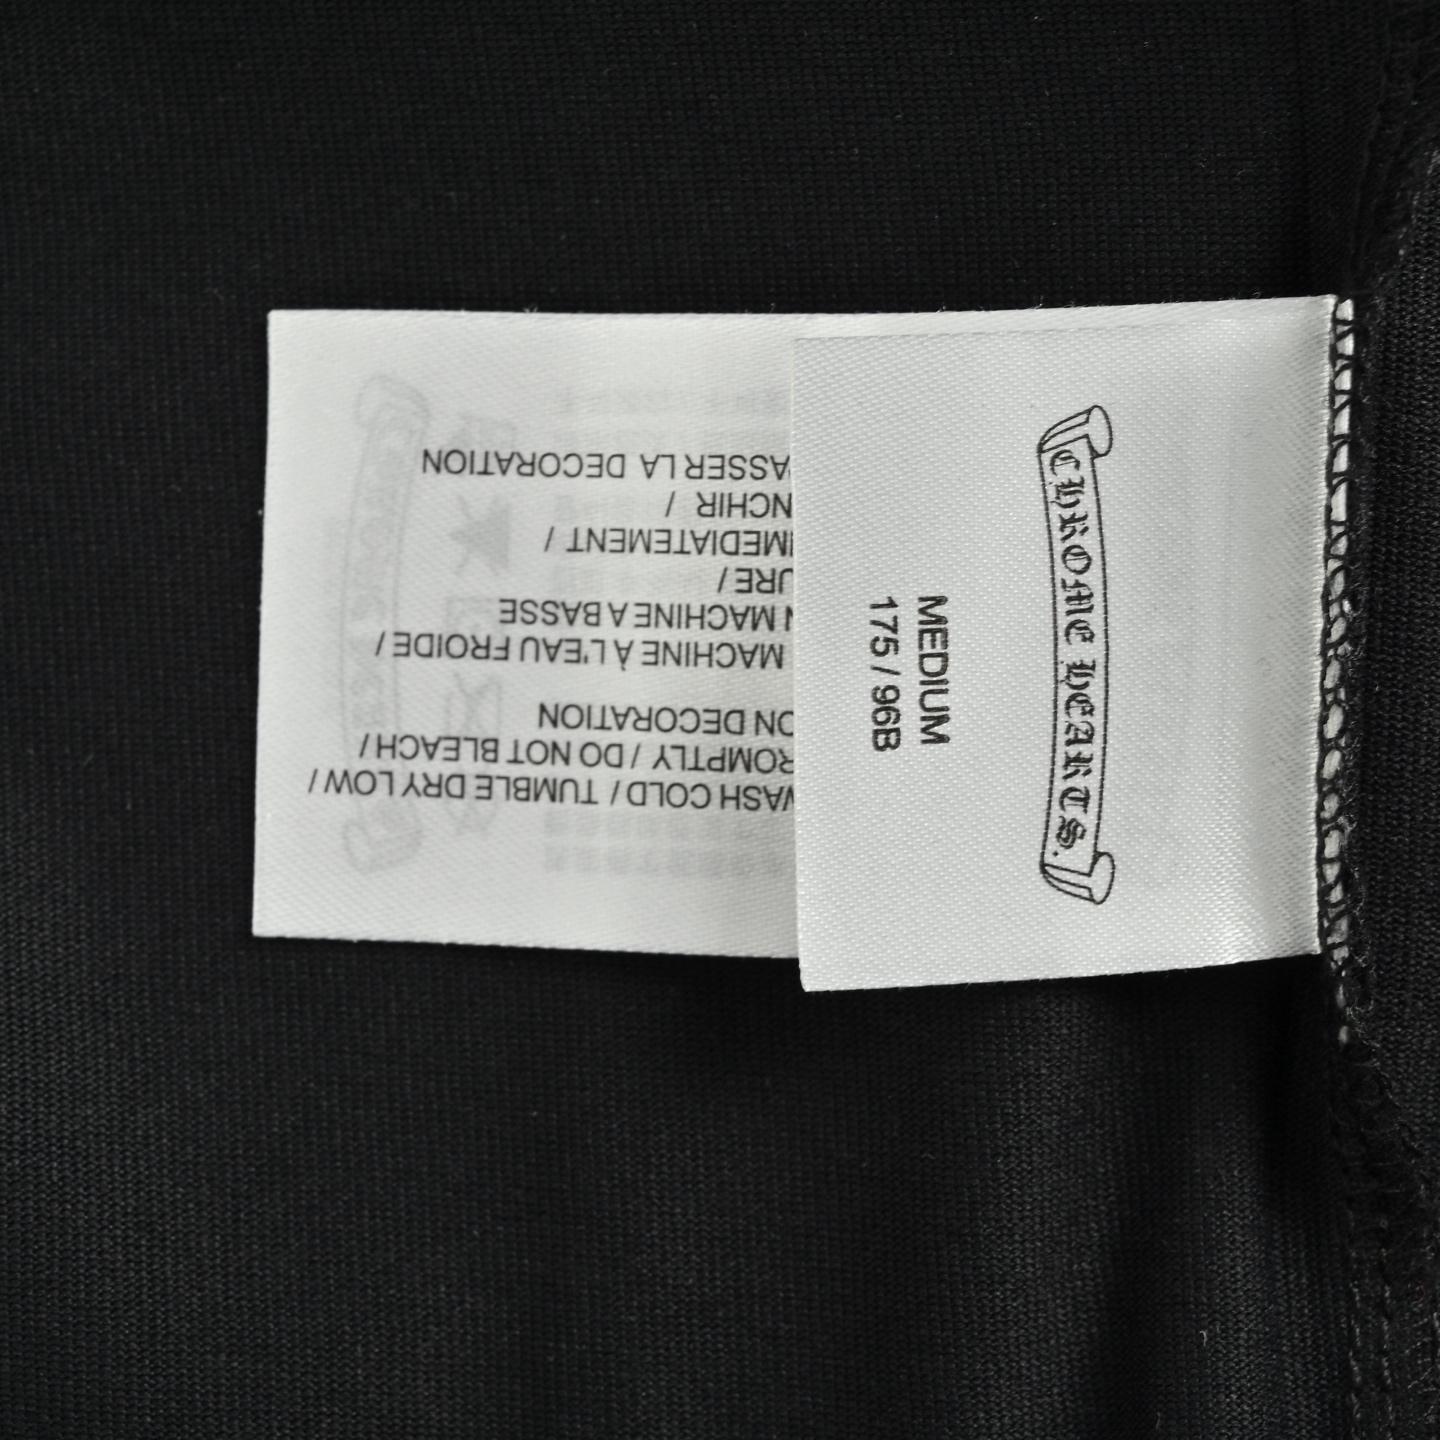 CHROME HEARTS.
MEDIUM
175 / 96B
WASH COLD / TUMBLE DRY LOW /
ROMPTLY / DO NOT BLEACH /
ON DECORATION
MACHINE À L'EAU FROIDE /
MACHINE A BASSE
URE /
MEDIATEMENT /
NCHIR /
ASSER LA DECORATION